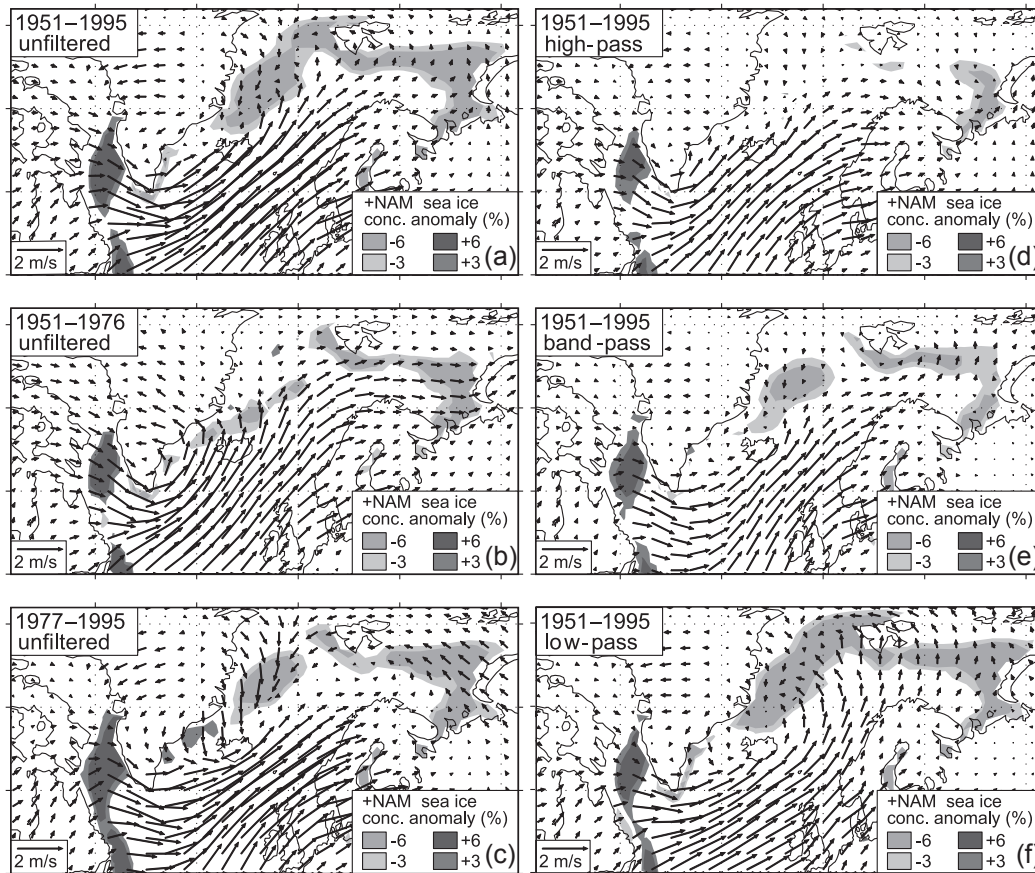 1951–1995
unfiltered
+NAM sea ice
conc. anomaly (%)
-6 +6
-3 +3
2 m/s
(a)
1951–1995
high-pass
+NAM sea ice
conc. anomaly (%)
-6 +6
-3 +3
2 m/s
(d)
1951–1976
unfiltered
+NAM sea ice
conc. anomaly (%)
-6 +6
-3 +3
2 m/s
(b)
1951–1995
band-pass
+NAM sea ice
conc. anomaly (%)
-6 +6
-3 +3
2 m/s
(e)
1977–1995
unfiltered
+NAM sea ice
conc. anomaly (%)
-6 +6
-3 +3
2 m/s
(c)
1951–1995
low-pass
+NAM sea ice
conc. anomaly (%)
-6 +6
-3 +3
2 m/s
(f)